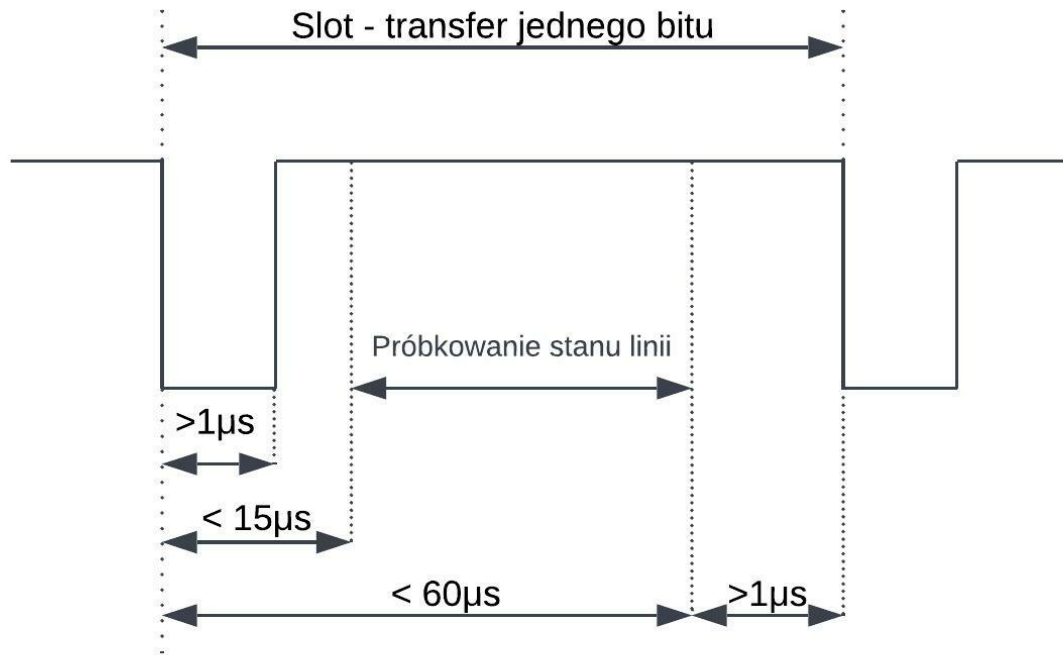 Slot - transfer jednego bitu
Próbkowanie stanu linii
>1μs
< 15μs
< 60μs
>1μs